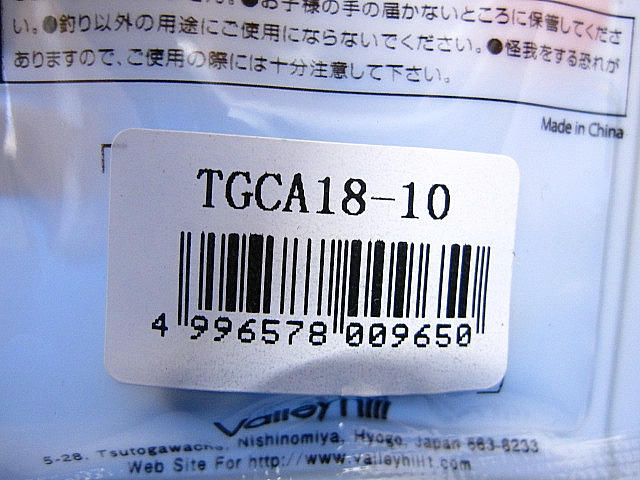 お子様の手の届かないところに保管してくださ
い。●釣り以外の用途にご使用にならないでください。●怪我をする恐れが
ありますので、ご使用の際には十分注意して下さい。
Made in China
TGCA18-10
4 996578 009650
Valley Hill
5-28. Tsutogawacho, Nishinomiya, Hyogo, Japan 663-8233
Web Site For http://www.valleyhill1.com